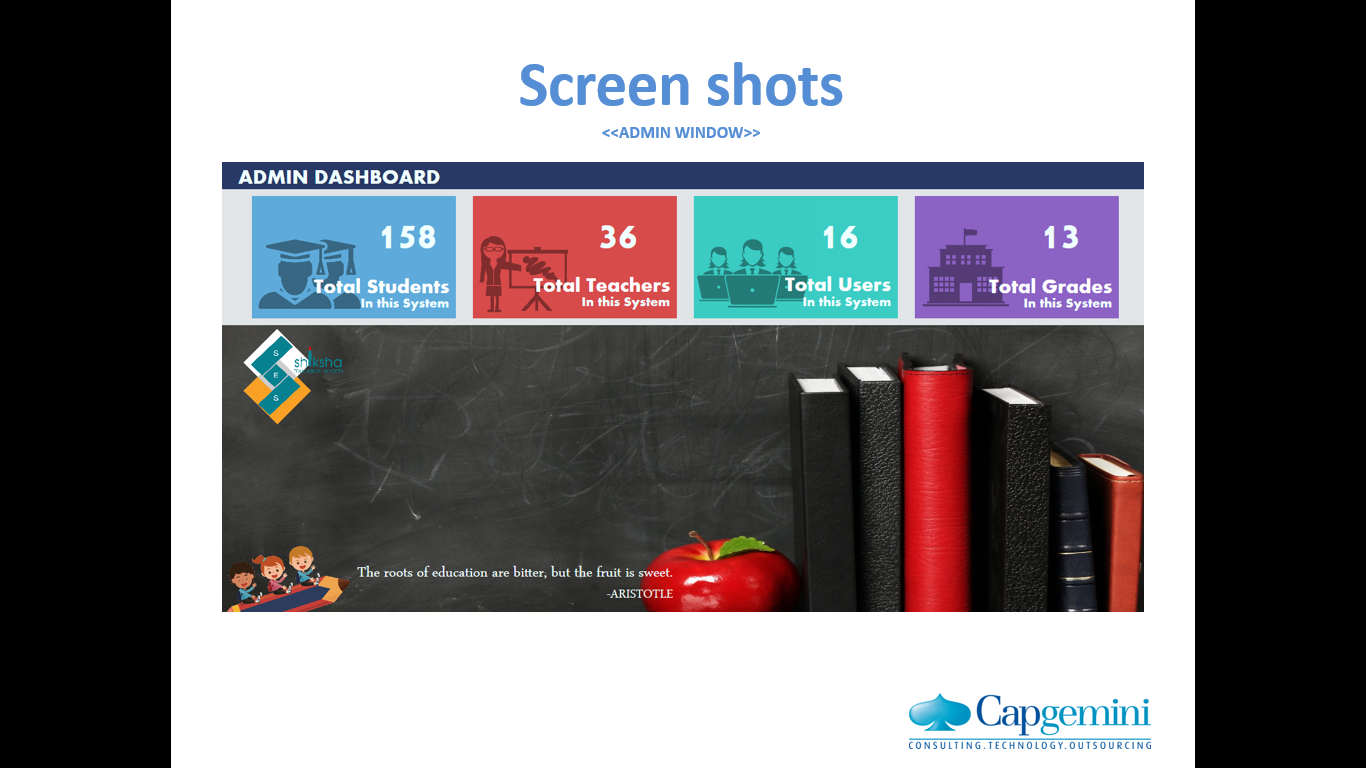 Screen shots
<<ADMIN WINDOW>>
ADMIN DASHBOARD
158
Total Students
In this System
36
Total Teachers
In this System
16
Total Users
In this System
13
Total Grades
In this System
S
E
S
shiksha
The roots of education are bitter, but the fruit is sweet.
-ARISTOTLE
Capgemini
CONSULTING.TECHNOLOGY.OUTSOURCING